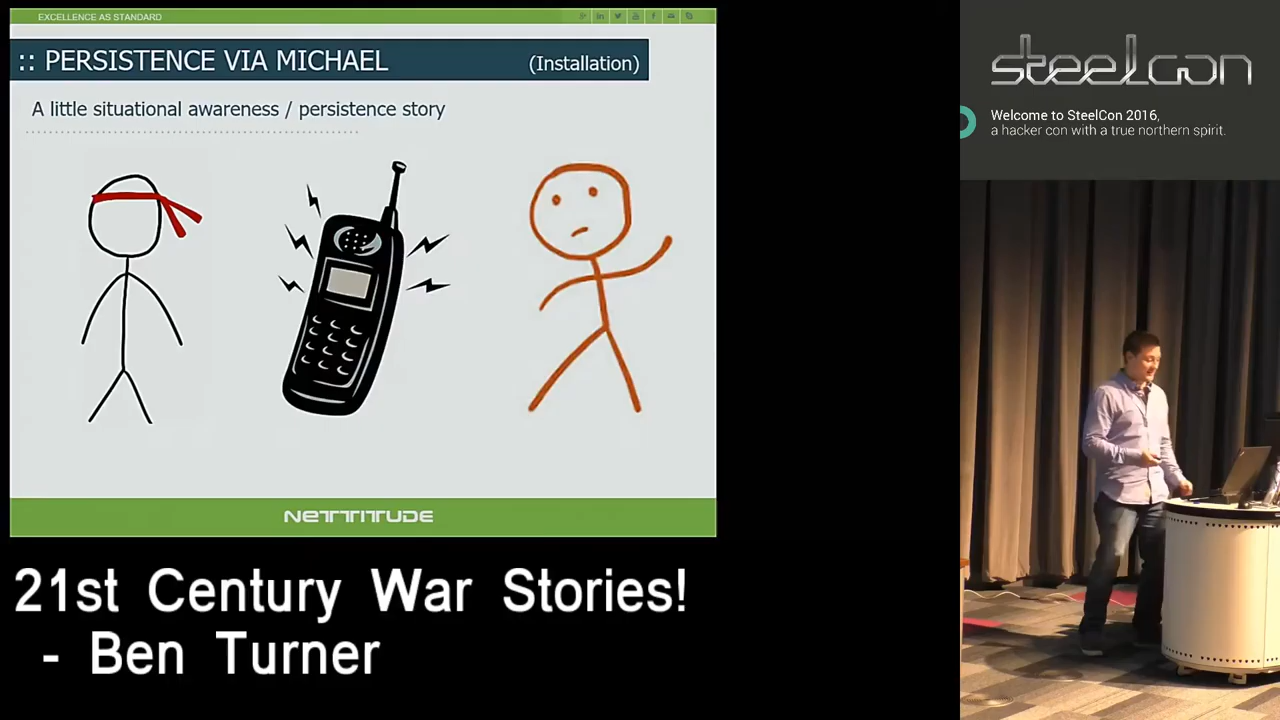 EXCELLENCE AS STANDARD
:: PERSISTENCE VIA MICHAEL (Installation)
A little situational awareness / persistence story
NETTITUDE
21st Century War Stories!
- Ben Turner
steelcon
Welcome to SteelCon 2016,
a hacker con with a true northern spirit.